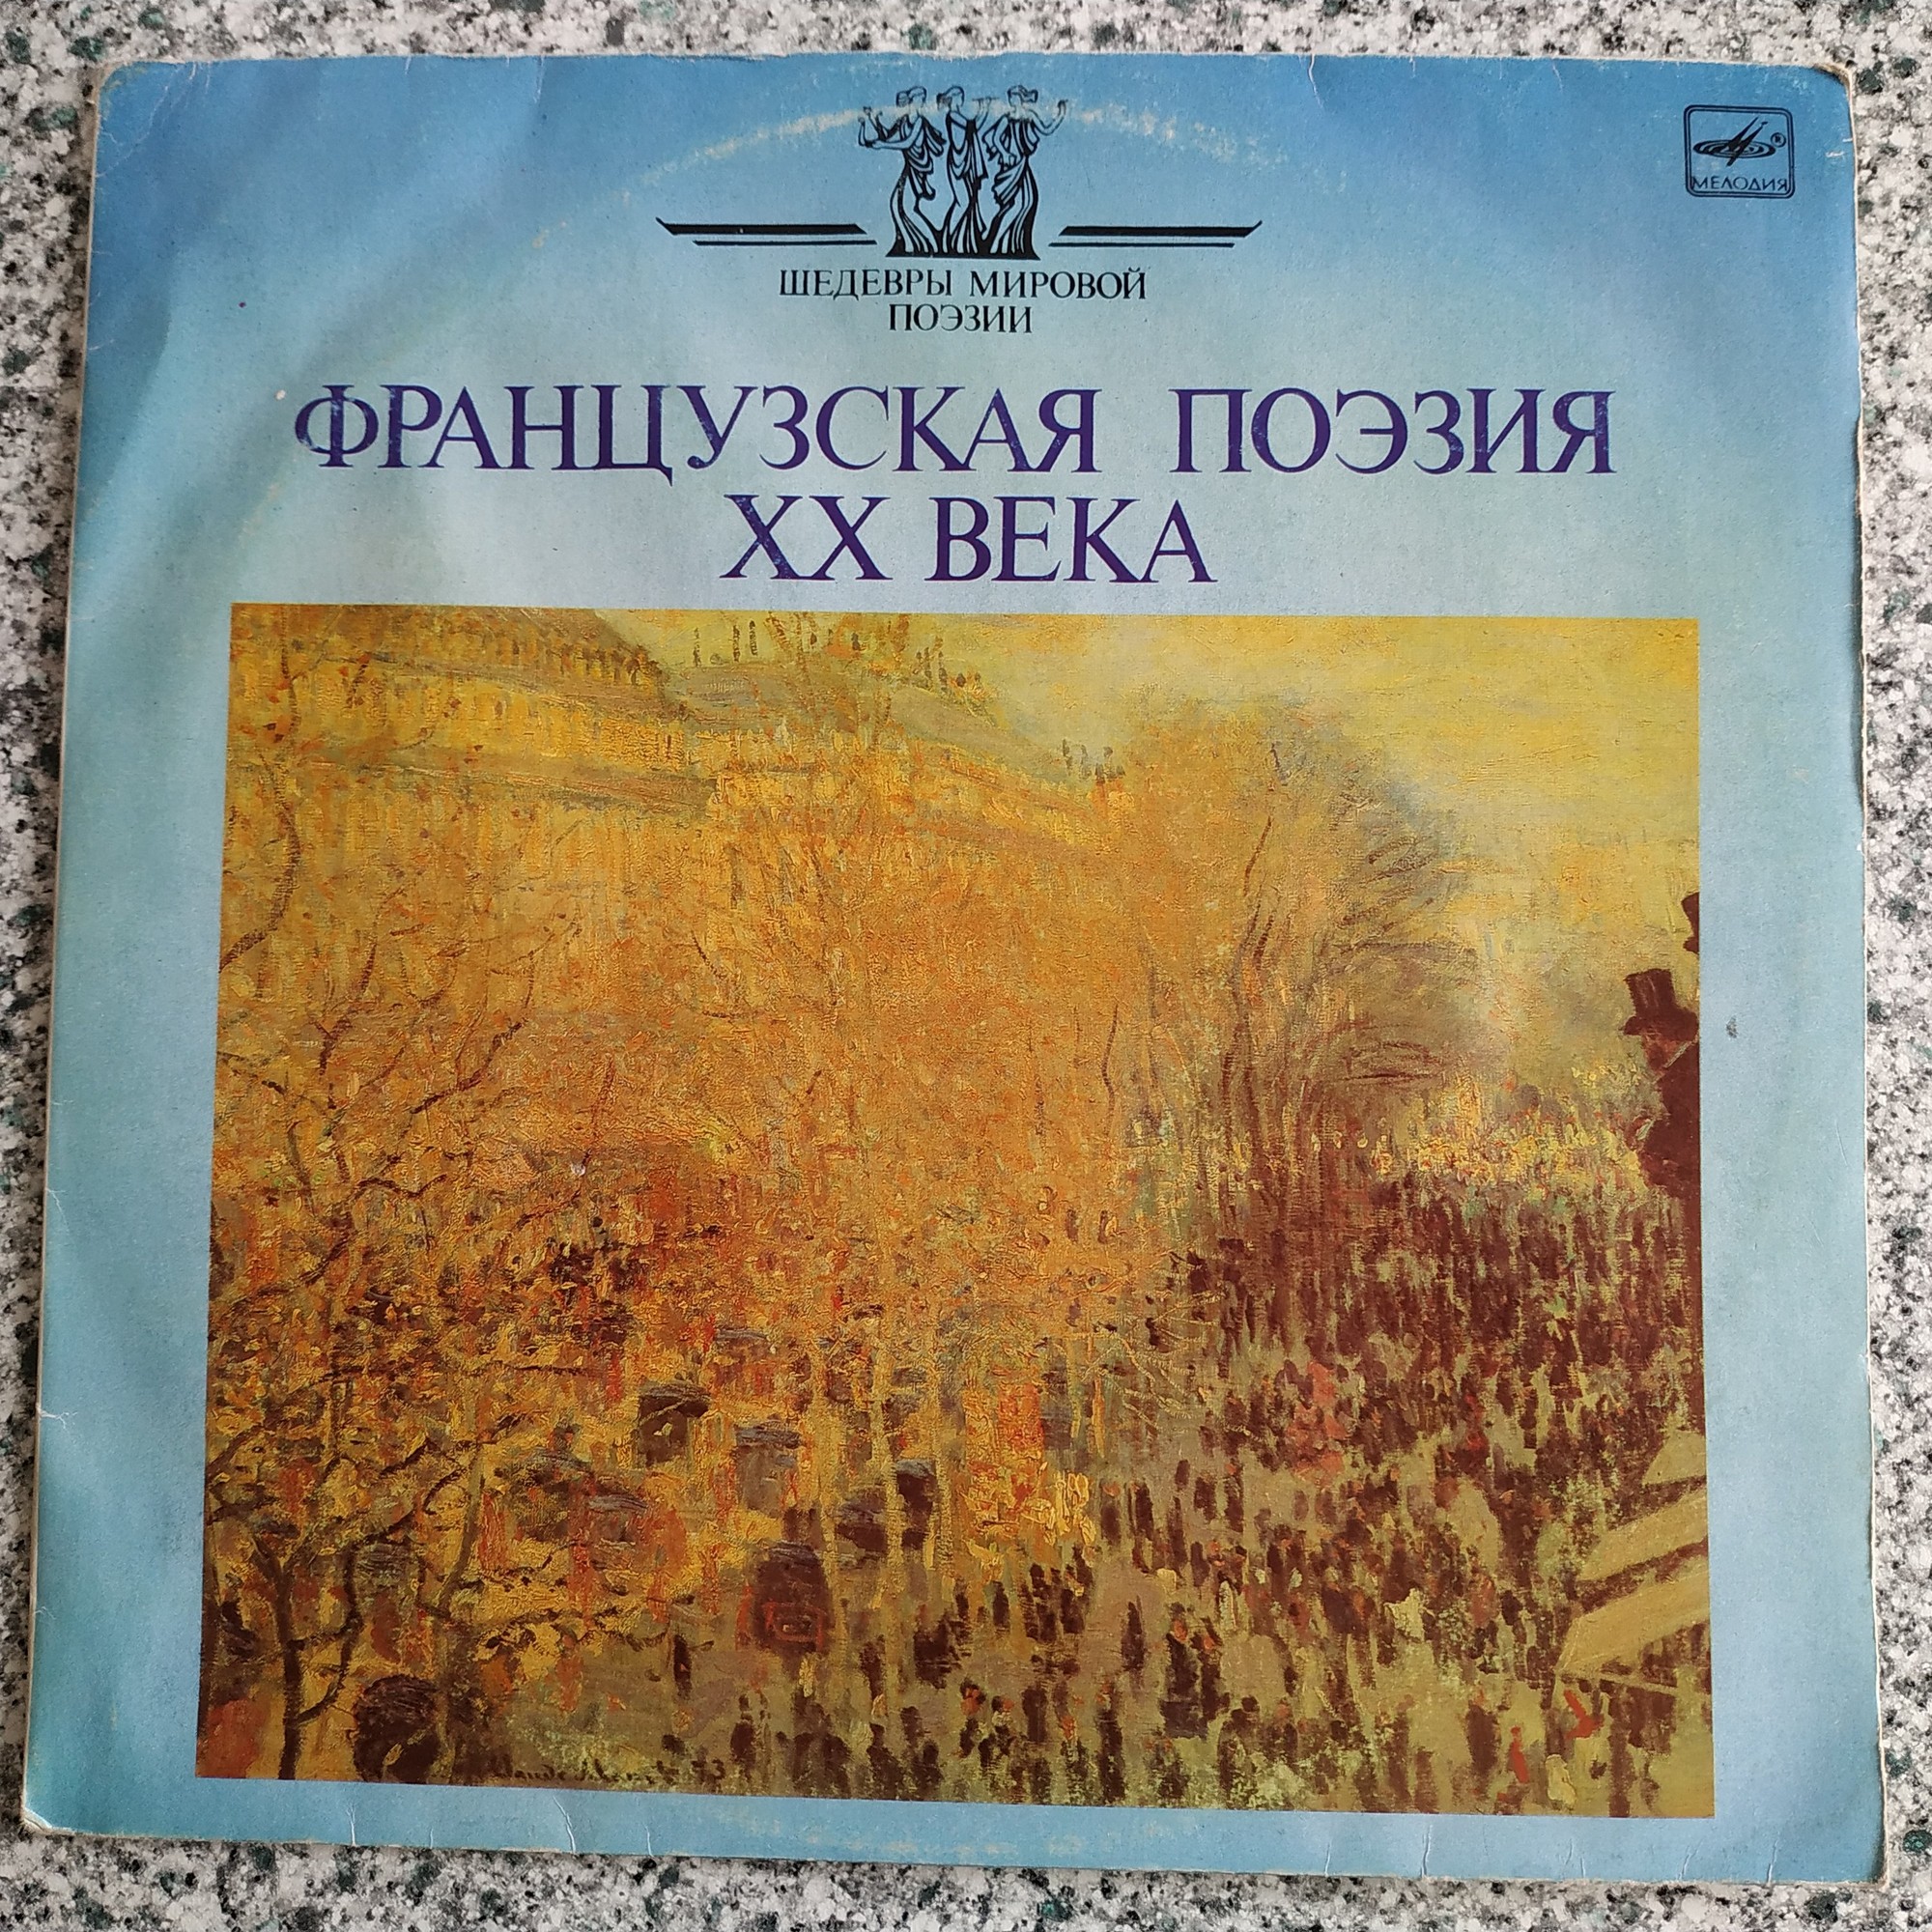 МЕЛОДИЯ
ШЕДЕВРЫ МИРОВОЙ
ПОЭЗИИ
ФРАНЦУЗСКАЯ ПОЭЗИЯ
XX ВЕКА